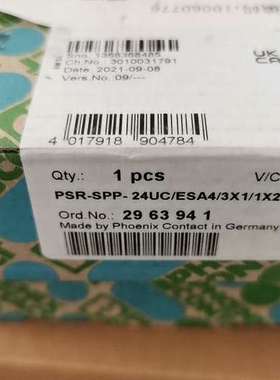 Ch.No.: 3010031791
Date: 2021-09-08
Vers.No. 09/---
UK
CA
4 017918 904784
Qty.: 1 pcs V/C
PSR-SPP- 24UC/ESA4/3X1/1X2
Ord No.: 29 63 94 1
Made by Phoenix Contact in Germany